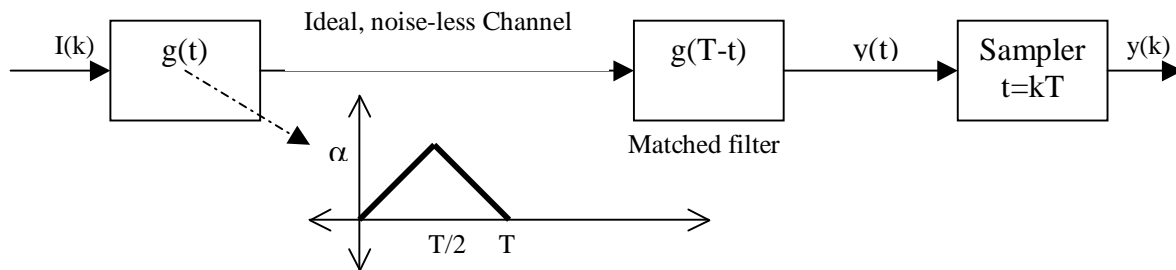 Ideal, noise-less Channel
I(k)
g(t)
g(T-t)
y(t)
Sampler
t=kT
y(k)
Matched filter
α
T/2 T